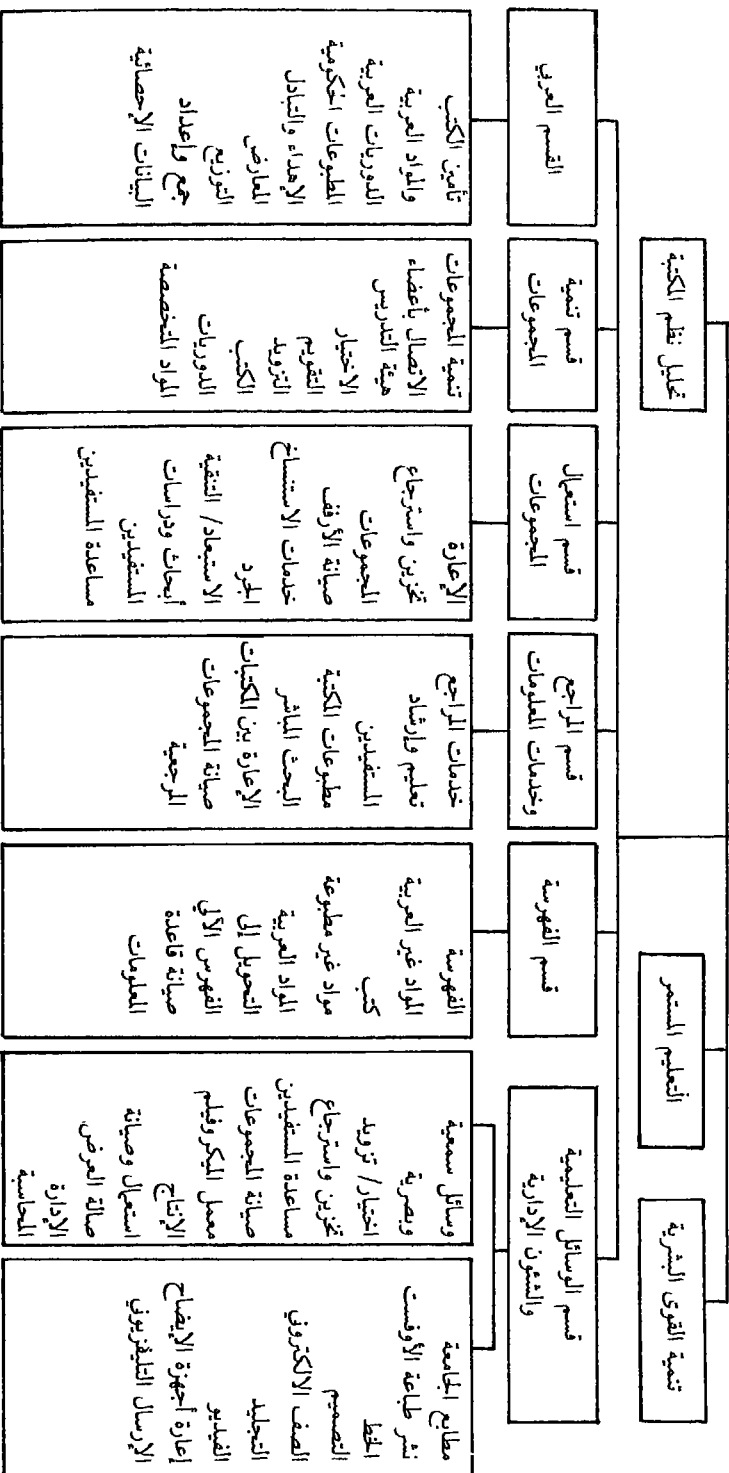 تنمية القوى البشرية
التعليم المستمر
تحليل نظم المكتبة
قسم الوسائل التعليمية
والشئون الإدارية
قسم الفهرسة
قسم المراجع
وخدمات المعلومات
قسم استعمال
المجموعات
قسم تنمية
المجموعات
القسم العربي
مطابع الجامعة
نشر طباعة الأوفست
الخط
التصميم
الصف الالكتروني
التجليد
الفيديو
إعارة أجهزة الإيضاح
الإرسال التليفزيوني
وسائل سمعية
وبصرية
اختيار/ تزويد
تخزين واسترجاع
مساعدة المستفيدين
صيانة المجموعات
معمل الميكروفيلم
الإنتاج
استعمال وصيانة
صالة العرض
الإدارة
المحاسبة
الفهرسة
المواد غير العربية
كتب
مواد غير مطبوعة
المواد العربية
التحويل إلى
الفهرس الآلي
صيانة قاعدة
المعلومات
خدمات المراجع
تعليم وإرشاد
المستفيدين
مطبوعات المكتبة
البحث المباشر
الإعارة بين المكتبات
صيانة المجموعات
المرجعية
الإعارة
تخزين واسترجاع
المجموعات
صيانة الأرفف
خدمات الاستنساخ
الجرد
الاستبعاد/ التنقية
أبحاث ودراسات
المستفيدين
مساعدة المستفيدين
تنمية المجموعات
الاتصال بأعضاء
هيئة التدريس
الاختيار
التقويم
التزويد
الكتب
الدوريات
المواد المتخصصة
تأمين الكتب
والمواد العربية
الدوريات العربية
المطبوعات الحكومية
الإهداء والتبادل
المعارض
التوزيع
جمع وإعداد
البيانات الإحصائية